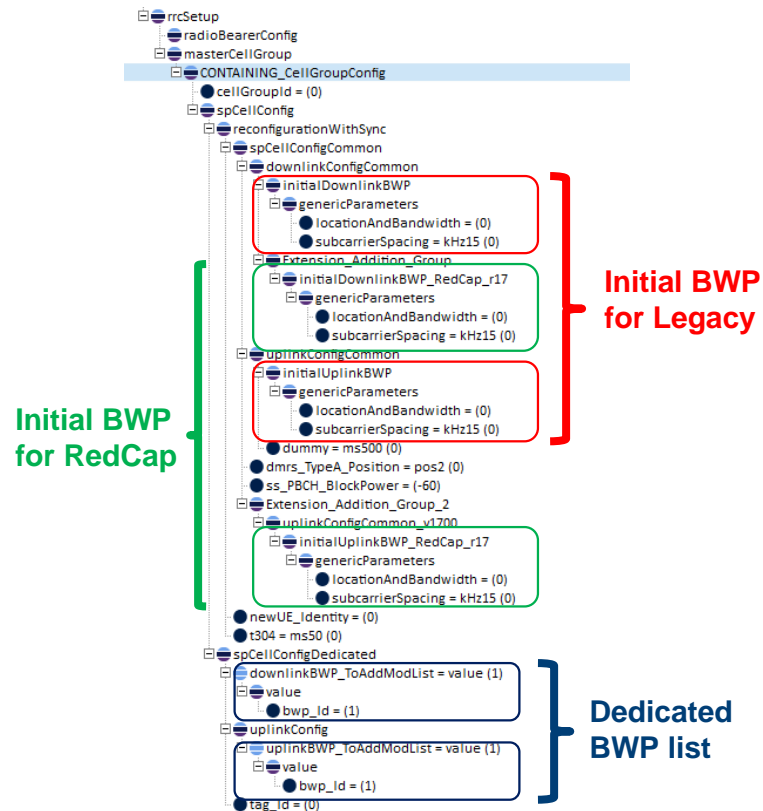 rrcSetup
radioBearerConfig
masterCellGroup
CONTAINING_CellGroupConfig
cellGroupId = (0)
spCellConfig
reconfigurationWithSync
spCellConfigCommon
downlinkConfigCommon
initialDownlinkBWP
genericParameters
locationAndBandwidth = (0)
subcarrierSpacing = kHz15 (0)
Extension_Addition_Group
initialDownlinkBWP_RedCap_r17
genericParameters
locationAndBandwidth = (0)
subcarrierSpacing = kHz15 (0)
uplinkConfigCommon
initialUplinkBWP
genericParameters
locationAndBandwidth = (0)
subcarrierSpacing = kHz15 (0)
dummy = ms500 (0)
dmrs_TypeA_Position = pos2 (0)
ss_PBCH_BlockPower = (-60)
Extension_Addition_Group_2
uplinkConfigCommon_v1700
initialUplinkBWP_RedCap_r17
genericParameters
locationAndBandwidth = (0)
subcarrierSpacing = kHz15 (0)
newUE_Identity = (0)
t304 = ms50 (0)
spCellConfigDedicated
downlinkBWP_ToAddModList = value (1)
value
bwp_Id = (1)
uplinkConfig
uplinkBWP_ToAddModList = value (1)
value
bwp_Id = (1)
tag_Id = (0)
Initial BWP
for Legacy
Initial BWP
for RedCap
Dedicated
BWP list